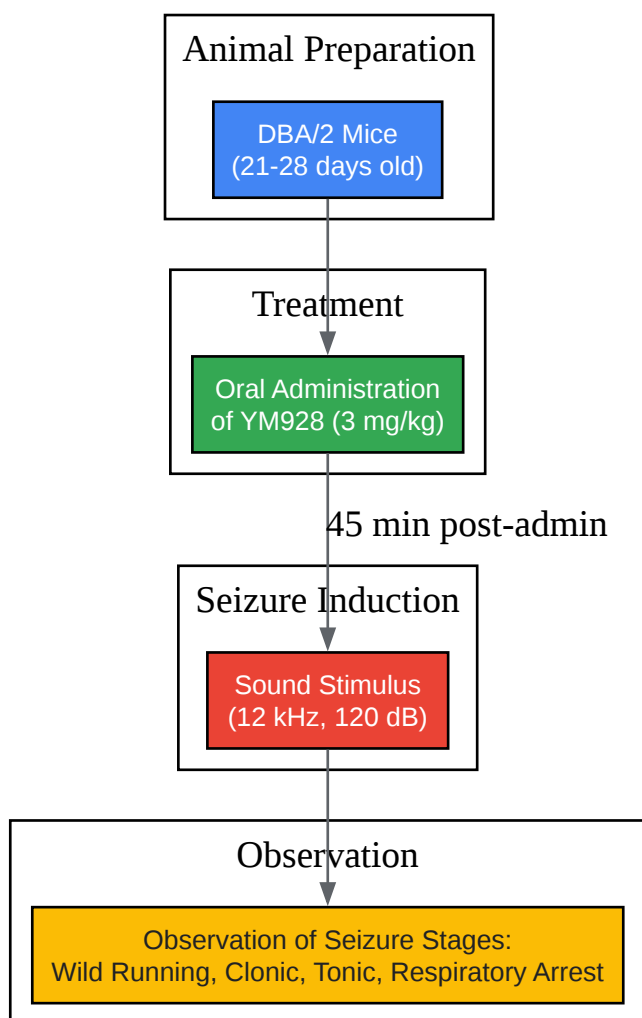 Animal Preparation
DBA/2 Mice
(21-28 days old)
Treatment
Oral Administration
of YM928 (3 mg/kg)
45 min post-admin
Seizure Induction
Sound Stimulus
(12 kHz, 120 dB)
Observation
Observation of Seizure Stages:
Wild Running, Clonic, Tonic, Respiratory Arrest